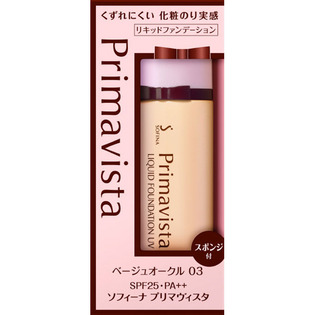 くずれにくい 化粧のり実感
リキッドファンデーション
Primavista
S
SOFINA
Primavista
LIQUID FOUNDATION UV
スポンジ
付
ベージュオークル 03
SPF25・PA++
ソフィーナ プリマヴィスタ